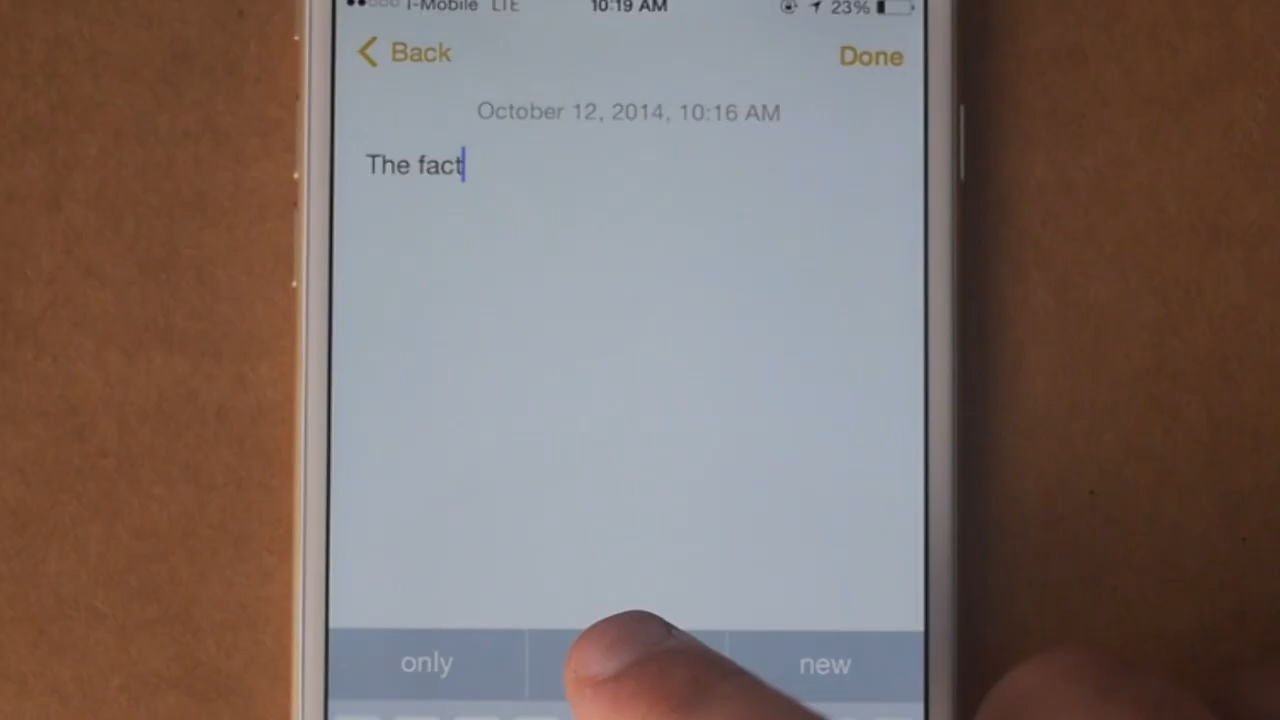 T-Mobile LTE 10:19 AM 23%
Back Done
October 12, 2014, 10:16 AM
The fact
only new